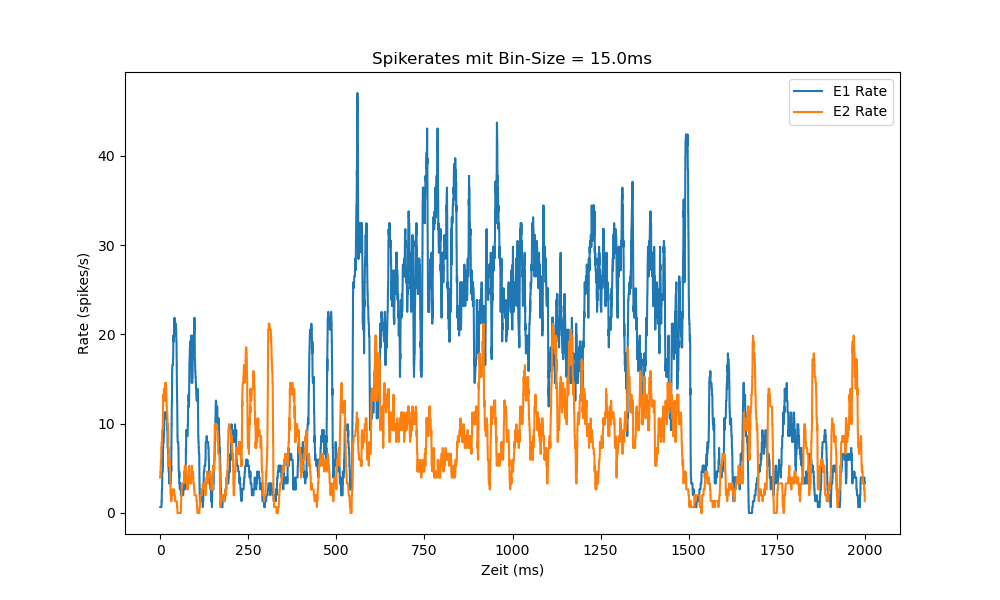 Spikerates mit Bin-Size = 15.0ms
E1 Rate
E2 Rate
40
30
20
10
0
Rate (spikes/s)
0 250 500 750 1000 1250 1500 1750 2000
Zeit (ms)